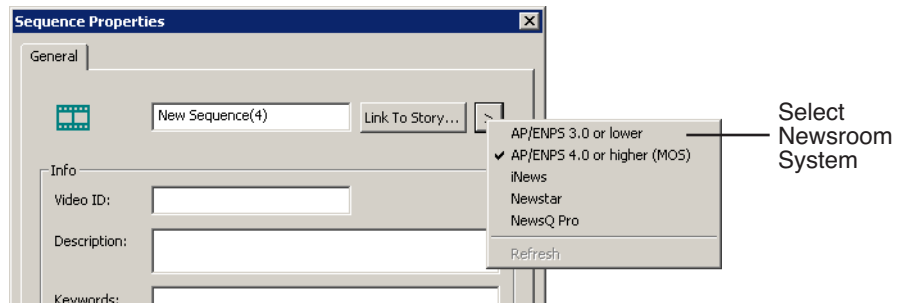 Sequence Properties
General
New Sequence(4)
Link To Story...
>
AP/ENPS 3.0 or lower
✓ AP/ENPS 4.0 or higher (MOS)
iNews
Newstar
NewsQ Pro
Refresh
Select
Newsroom
System
Info
Video ID:
Description:
Keywords: